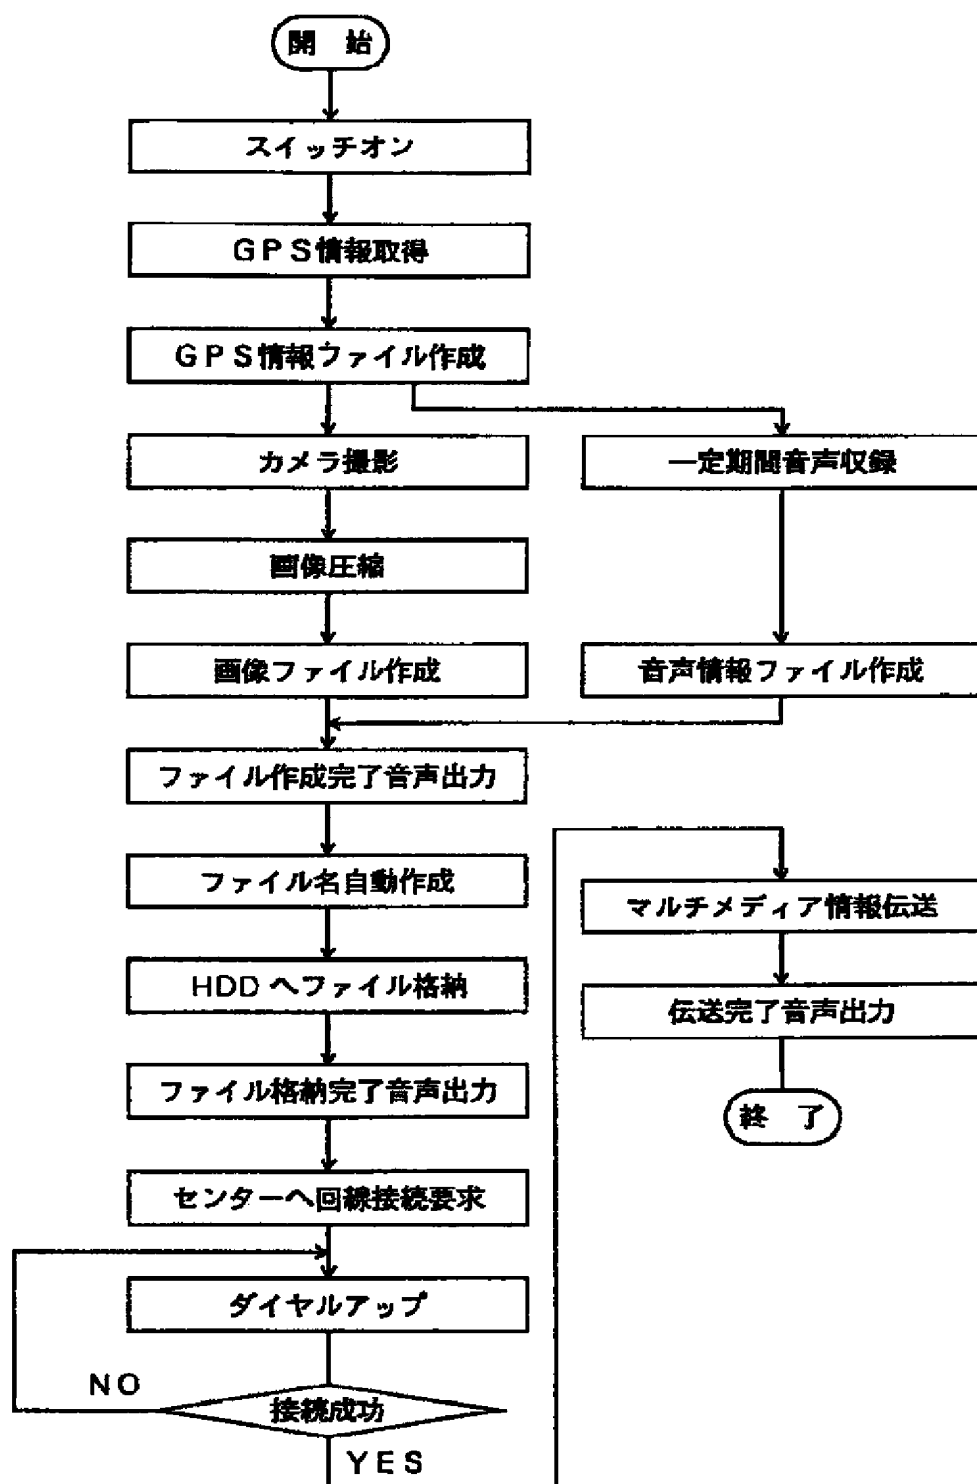 開 始
スイッチオン
GPS情報取得
GPS情報ファイル作成
カメラ撮影
一定期間音声収録
画像圧縮
画像ファイル作成
音声情報ファイル作成
ファイル作成完了音声出力
ファイル名自動作成
マルチメディア情報伝送
HDDへファイル格納
伝送完了音声出力
ファイル格納完了音声出力
終 了
センターへ回線接続要求
ダイヤルアップ
NO
接続成功
YES